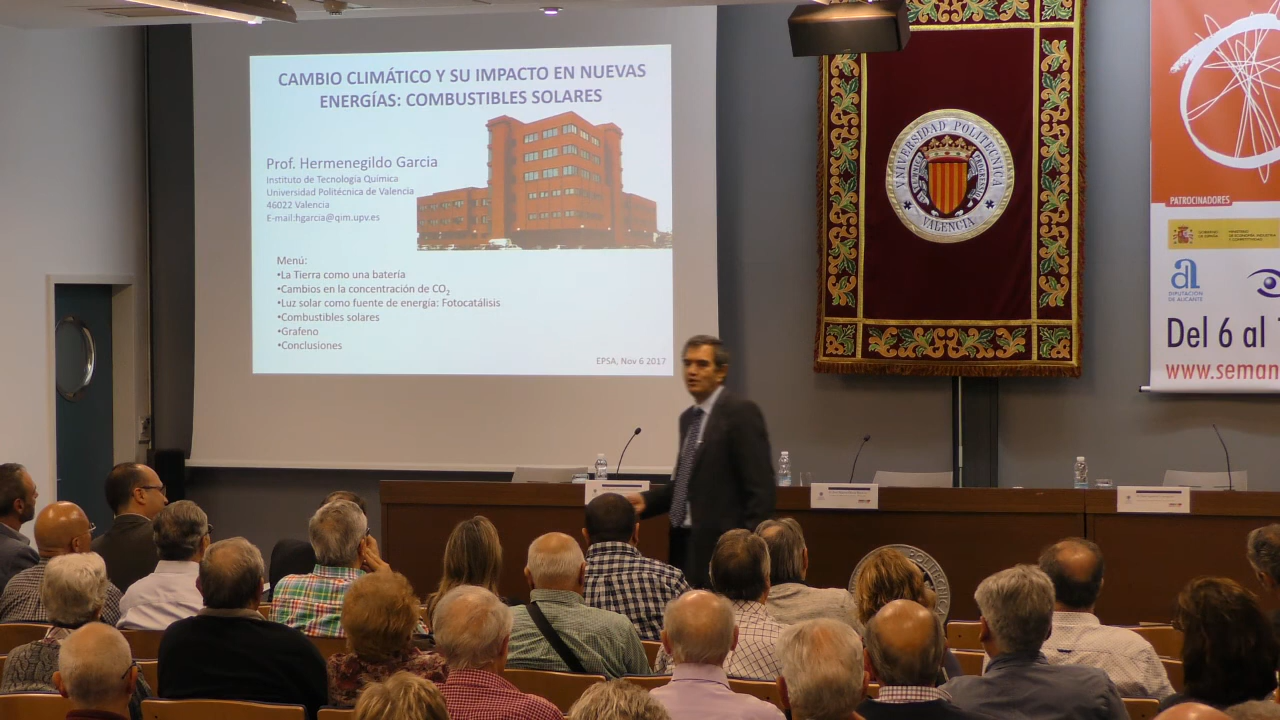 CAMBIO CLIMÁTICO Y SU IMPACTO EN NUEVAS
ENERGÍAS: COMBUSTIBLES SOLARES
Prof. Hermenegildo Garcia
Instituto de Tecnología Química
Universidad Politécnica de Valencia
46022 Valencia
E-mail:hgarcia@qim.upv.es
Menú:
•La Tierra como una batería
•Cambios en la concentración de CO2
•Luz solar como fuente de energía: Fotocatálisis
•Combustibles solares
•Grafeno
•Conclusiones
EPSA, Nov 6 2017
VNIVERSIDAD POLITECNICA
VALENCIA
PATROCINADORES
DIPUTACIÓN
DE ALICANTE
Del 6 al 1
www.seman